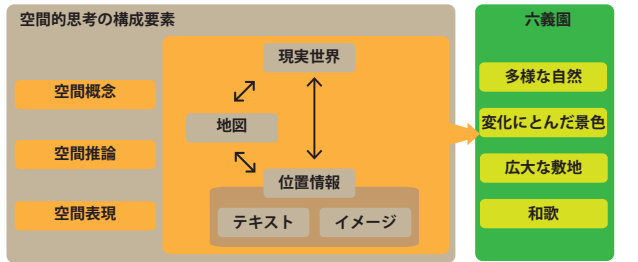 空間的思考の構成要素
空間概念
空間推論
空間表現
現実世界
地図
位置情報
テキスト
イメージ
六義園
多様な自然
変化にとんだ景色
広大な敷地
和歌